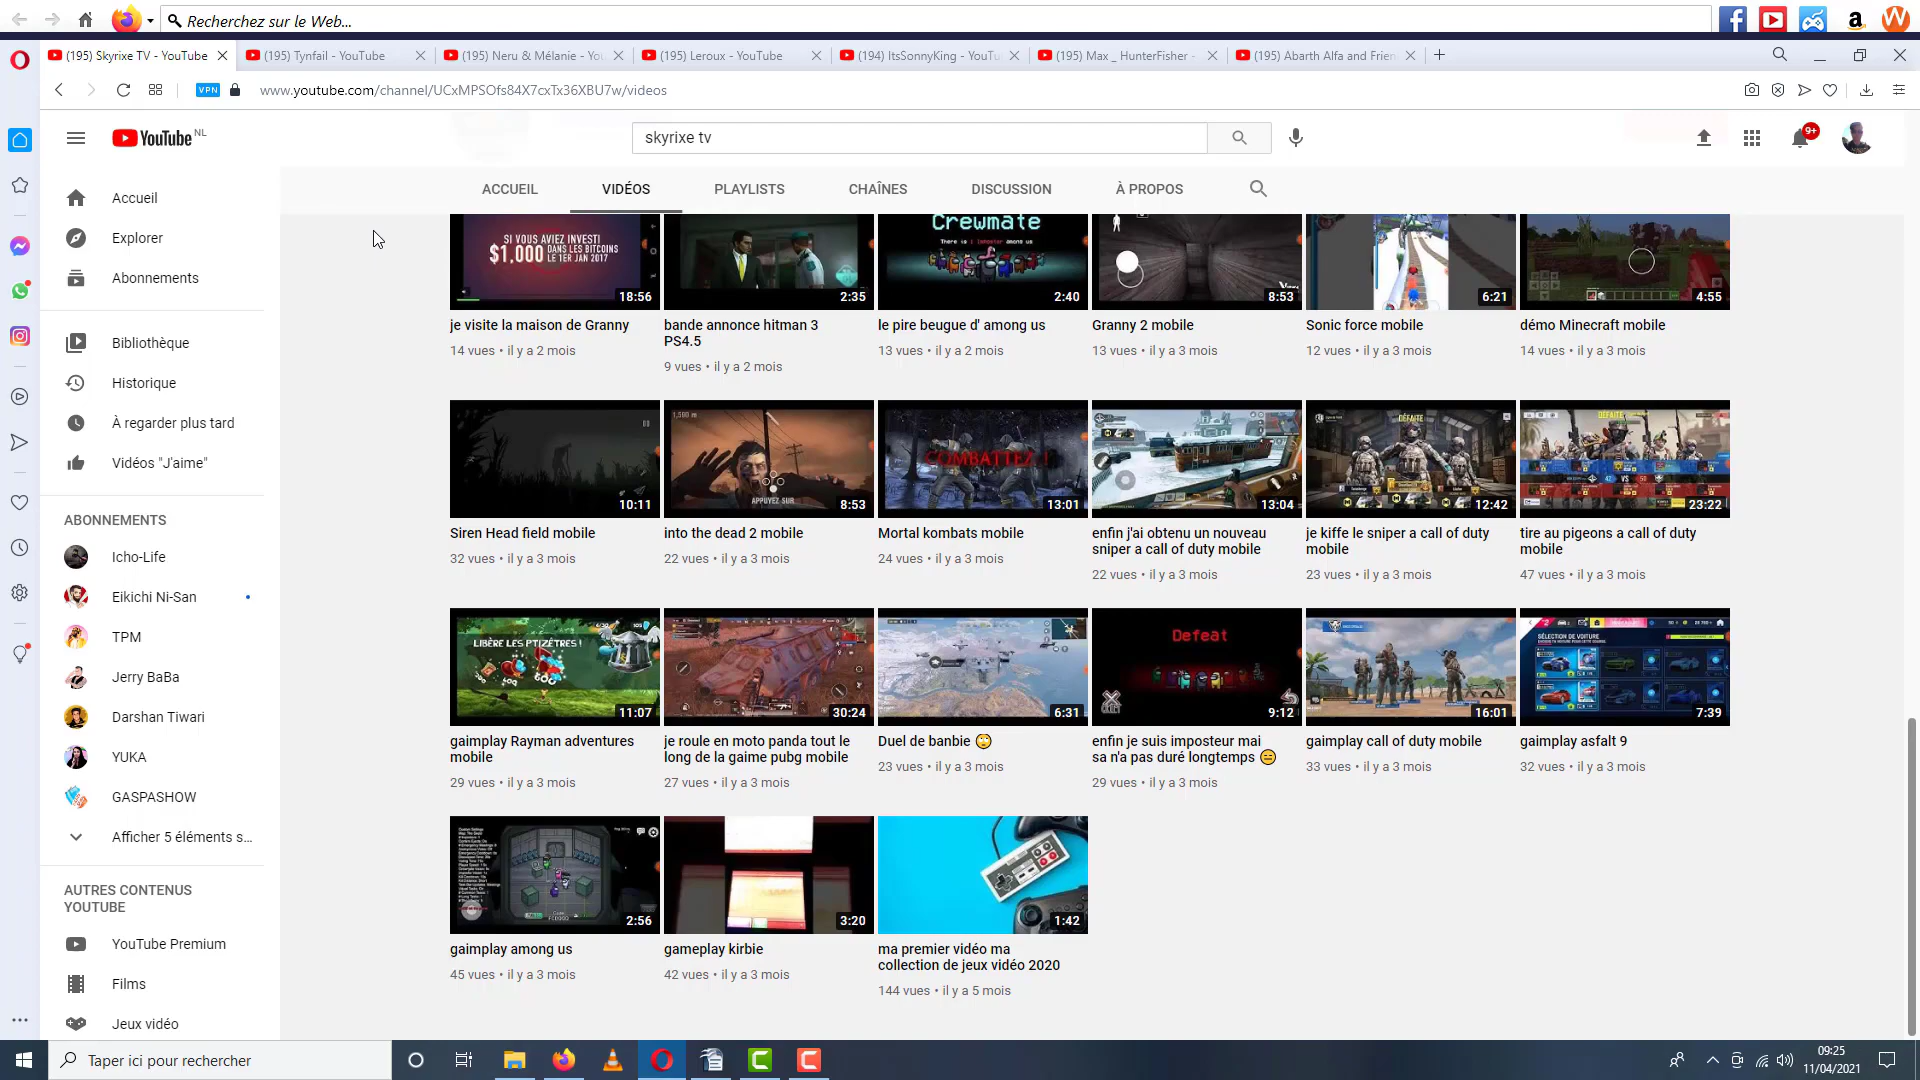 Recherchez sur le Web...
(195) Skyrixe TV - YouTube
(195) Tynfail - YouTube
(195) Neru & Mélanie - You
(195) Leroux - YouTube
(194) ItsSonnyKing - YouTu
(195) Max _ HunterFisher -
(195) Abarth Alfa and Frien
VPN
www.youtube.com/channel/UCxMPSOfs84X7cxTx36XBU7w/videos
YouTube NL
skyrixe tv
9+
ACCUEIL
VIDÉOS
PLAYLISTS
CHAÎNES
DISCUSSION
À PROPOS
Accueil
Explorer
Abonnements
Bibliothèque
Historique
À regarder plus tard
Vidéos "J'aime"
ABONNEMENTS
Icho-Life
Eikichi Ni-San
TPM
Jerry BaBa
Darshan Tiwari
YUKA
GASPASHOW
Afficher 5 éléments s...
AUTRES CONTENUS
YOUTUBE
YouTube Premium
Films
Jeux vidéo
SI VOUS AVIEZ INVESTI
$1,000 DANS LES BITCOINS
LE 1ER JAN 2017
18:56
je visite la maison de Granny
14 vues • il y a 2 mois
2:35
bande annonce hitman 3
PS4.5
9 vues • il y a 2 mois
Crewmate
There is 1 impostor among us
2:40
le pire beugue d' among us
13 vues • il y a 2 mois
8:53
Granny 2 mobile
13 vues • il y a 3 mois
6:21
Sonic force mobile
12 vues • il y a 3 mois
4:55
démo Minecraft mobile
14 vues • il y a 3 mois
10:11
Siren Head field mobile
32 vues • il y a 3 mois
APPUYEZ SUR
8:53
into the dead 2 mobile
22 vues • il y a 3 mois
COMBATTEZ !
13:01
Mortal kombats mobile
24 vues • il y a 3 mois
13:04
enfin j'ai obtenu un nouveau
sniper a call of duty mobile
22 vues • il y a 3 mois
DÉFAITE
12:42
je kiffe le sniper a call of duty
mobile
23 vues • il y a 3 mois
DÉFAITE
VS
23:22
tire au pigeons a call of duty
mobile
47 vues • il y a 3 mois
LIBÈRE LES PTIZÊTRES !
11:07
gaimplay Rayman adventures
mobile
29 vues • il y a 3 mois
30:24
je roule en moto panda tout le
long de la gaime pubg mobile
27 vues • il y a 3 mois
6:31
Duel de banbie 🙄
23 vues • il y a 3 mois
Defeat
9:12
enfin je suis imposteur mai
sa n'a pas duré longtemps 😑
29 vues • il y a 3 mois
16:01
gaimplay call of duty mobile
33 vues • il y a 3 mois
SÉLECTION DE VOITURE
7:39
gaimplay asfalt 9
32 vues • il y a 3 mois
2:56
gaimplay among us
45 vues • il y a 3 mois
3:20
gameplay kirbie
42 vues • il y a 3 mois
1:42
ma premier vidéo ma
collection de jeux vidéo 2020
144 vues • il y a 5 mois
Taper ici pour rechercher
09:25
11/04/2021